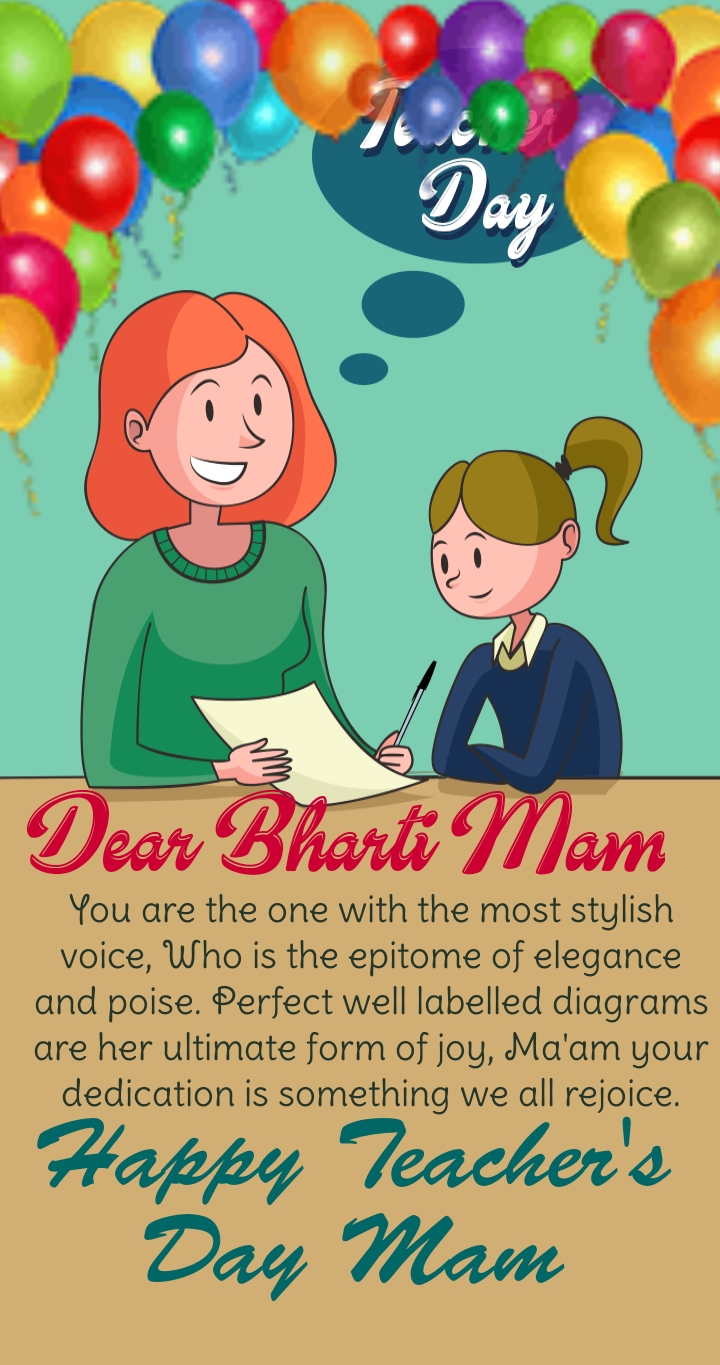 Teacher
Day
Dear Bharti Mam
You are the one with the most stylish
voice, Who is the epitome of elegance
and poise. Perfect well labelled diagrams
are her ultimate form of joy, Ma'am your
dedication is something we all rejoice.
Happy Teacher's
Day Mam